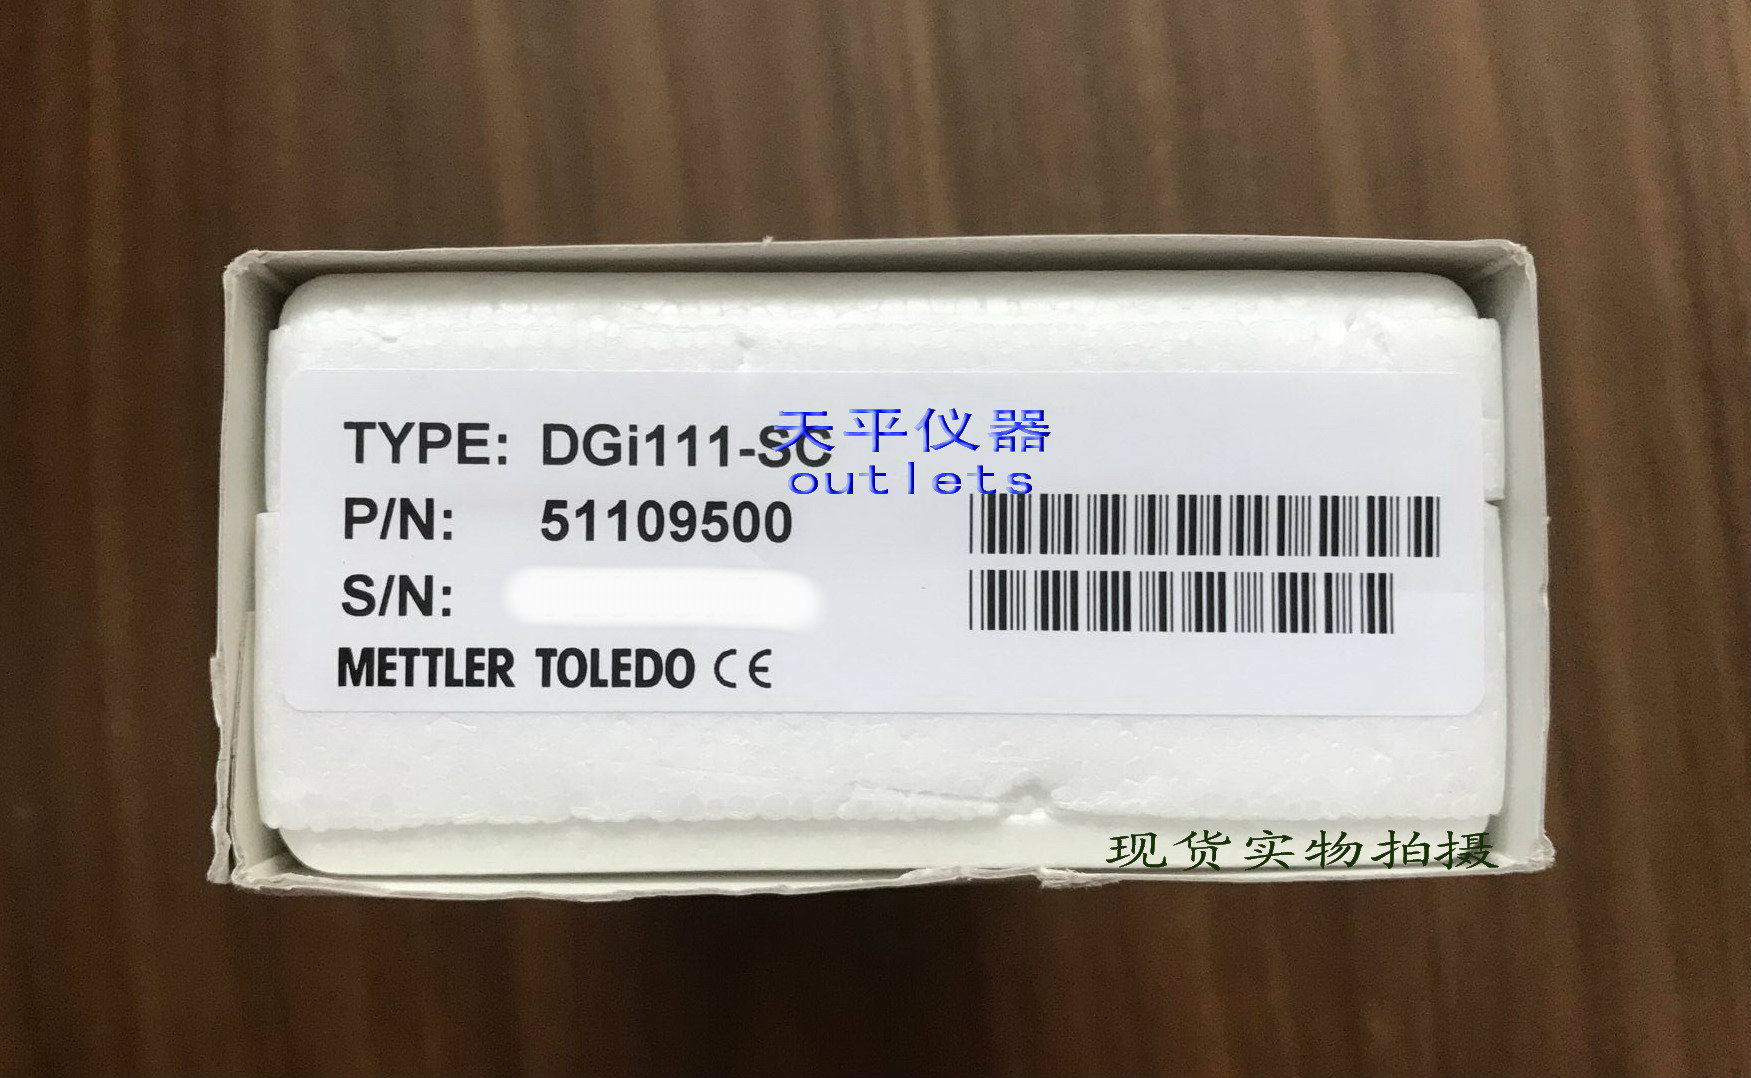 TYPE: DGi111-SC
天平仪器
outlets
P/N: 51109500
S/N:
METTLER TOLEDO CE
现货实物拍摄